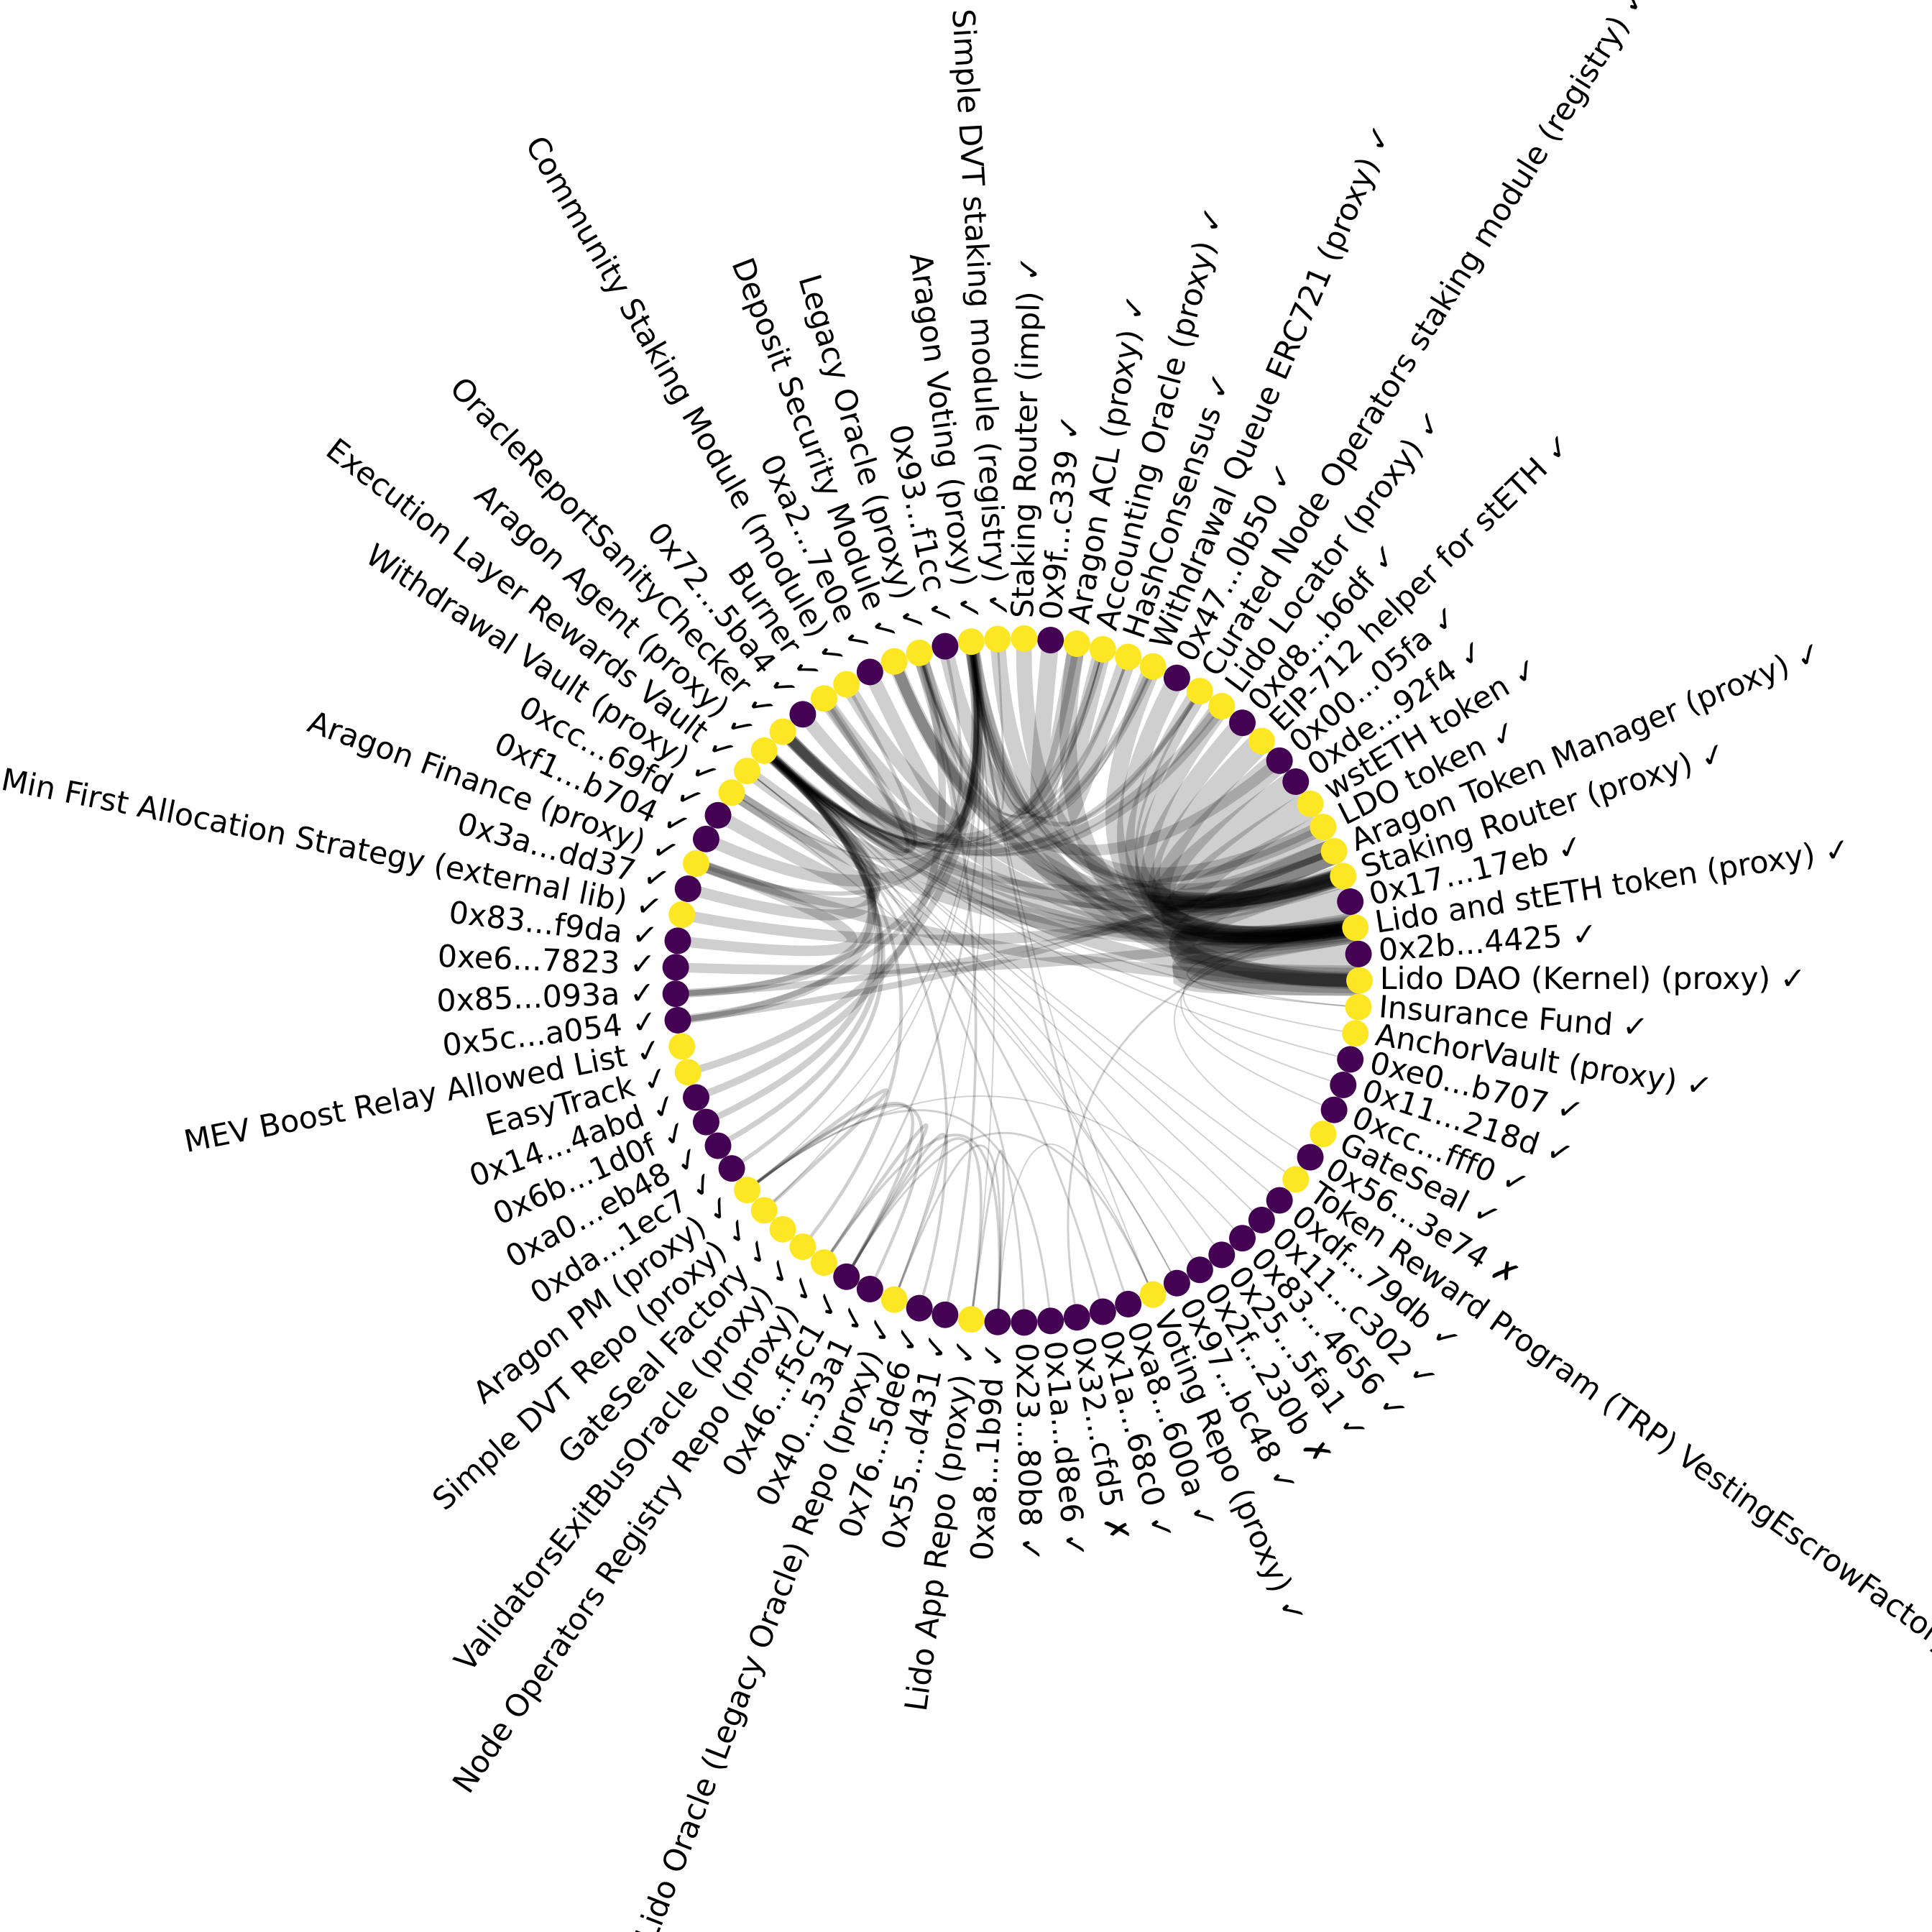 Lido DAO (Kernel) (proxy) ✓
0x2b...4425 ✓
Lido and stETH token (proxy) ✓
0x17...17eb ✓
Staking Router (proxy) ✓
Aragon Token Manager (proxy) ✓
LDO token ✓
wstETH token ✓
0xde...92f4 ✓
0x00...05fa ✓
EIP-712 helper for stETH ✓
0xd8...b6df ✓
Lido Locator (proxy) ✓
Curated Node Operators staking module (registry) ✓
0x47...0b50 ✓
Withdrawal Queue ERC721 (proxy) ✓
HashConsensus ✓
Accounting Oracle (proxy) ✓
Aragon ACL (proxy) ✓
0x9f...c339 ✓
Staking Router (impl) ✓
Simple DVT staking module (registry) ✓
Aragon Voting (proxy) ✓
0x93...f1cc ✓
Legacy Oracle (proxy) ✓
Deposit Security Module ✓
0xa2...7e0e ✓
Community Staking Module (module) ✓
Burner ✓
0x72...5ba4 ✓
OracleReportSanityChecker ✓
Aragon Agent (proxy) ✓
Execution Layer Rewards Vault ✓
Withdrawal Vault (proxy) ✓
0xcc...69fd ✓
0xf1...b704 ✓
Aragon Finance (proxy) ✓
0x3a...dd37 ✓
Min First Allocation Strategy (external lib) ✓
0x83...f9da ✓
0xe6...7823 ✓
0x85...093a ✓
0x5c...a054 ✓
MEV Boost Relay Allowed List ✓
EasyTrack ✓
0x14...4abd ✓
0x6b...1d0f ✓
0xa0...eb48 ✓
0xda...1ec7 ✓
Aragon PM (proxy) ✓
Simple DVT Repo (proxy) ✓
GateSeal Factory ✓
ValidatorsExitBusOracle (proxy) ✓
Node Operators Registry Repo (proxy) ✓
0x46...f5c1 ✓
0x40...53a1 ✓
Lido Oracle (Legacy Oracle) Repo (proxy) ✓
0x76...5de6 ✓
0x55...d431 ✓
Lido App Repo (proxy) ✓
0xa8...1b9d ✓
0x23...80b8 ✓
0x1a...d8e6 ✓
0x32...cfd5 ✗
0x1a...68c0 ✓
0xa8...600a ✓
Voting Repo (proxy) ✓
0x97...bc48 ✓
0x2f...230b ✗
0x25...5fa1 ✓
0x83...4656 ✓
0x11...c302 ✓
0xdf...79db ✓
Token Reward Program (TRP) VestingEscrowFactory
0x56...3e74 ✗
GateSeal ✓
0xcc...fff0 ✓
0x11...218d ✓
0xe0...b707 ✓
AnchorVault (proxy) ✓
Insurance Fund ✓